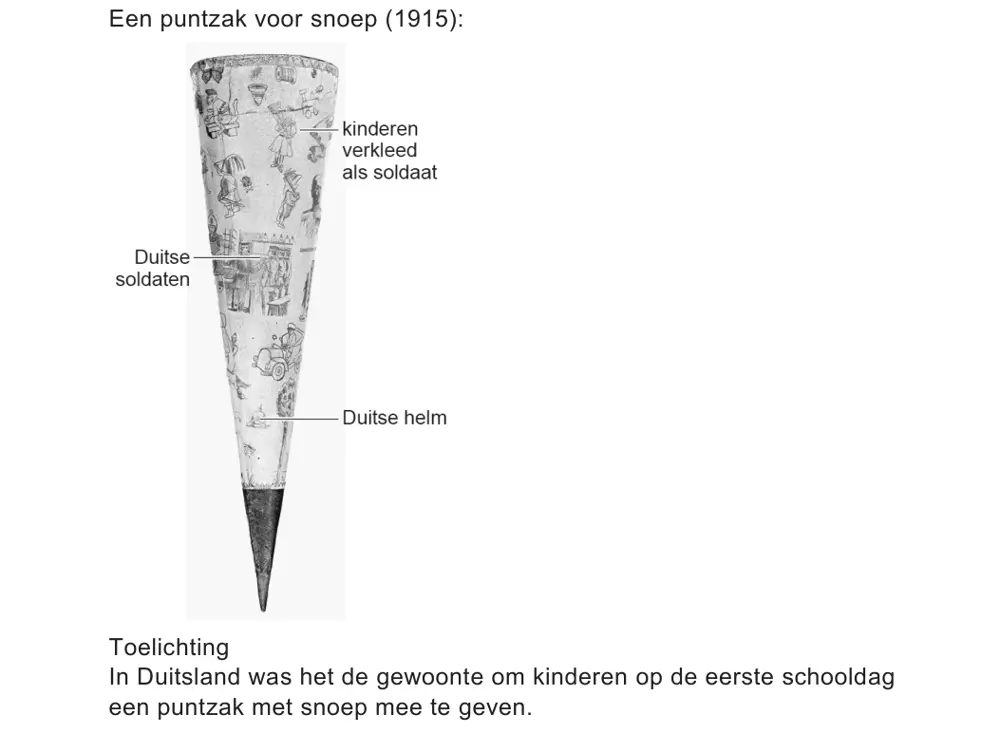 Een puntzak voor snoep (1915):
kinderen
verkleed
als soldaat
Duitse
soldaten
Duitse helm
Toelichting
In Duitsland was het de gewoonte om kinderen op de eerste schooldag
een puntzak met snoep mee te geven.